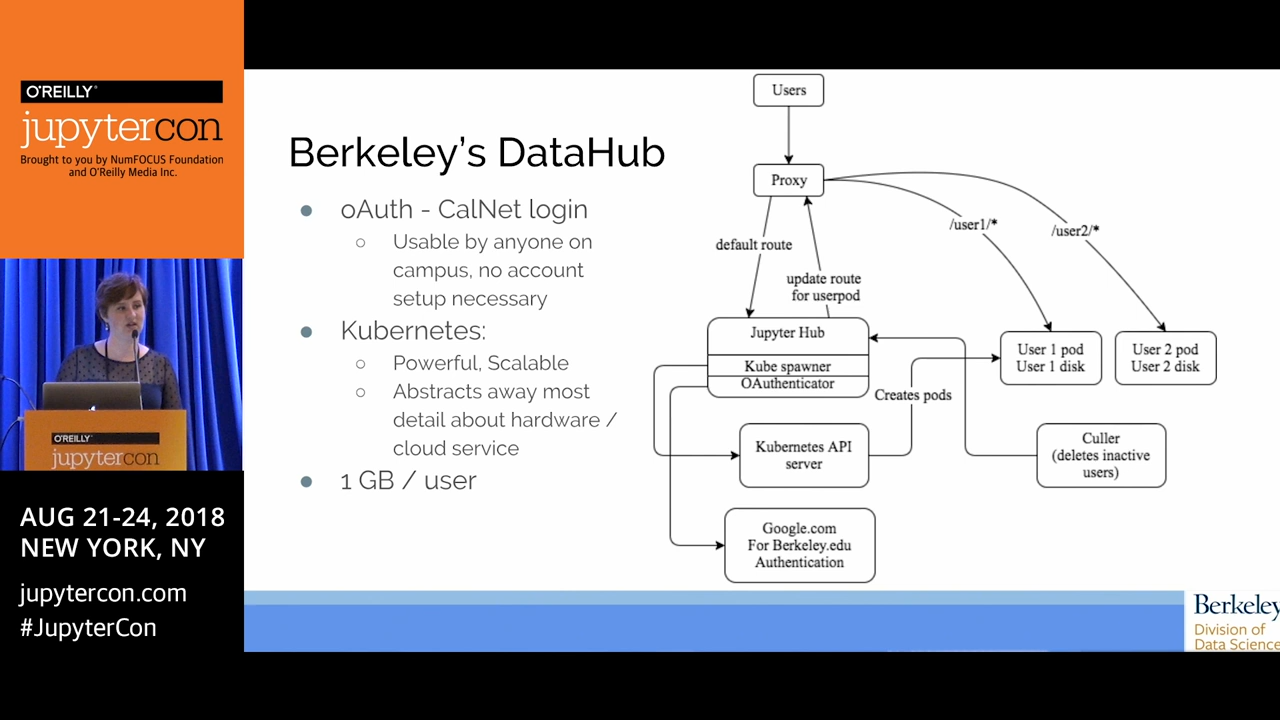 O'REILLY®
jupytercon
Brought to you by NumFOCUS Foundation
and O'Reilly Media Inc.
O'REILLY®
jupytercon
AUG 21-24, 2018
NEW YORK, NY
jupytercon.com
#JupyterCon
Berkeley's DataHub
oAuth - CalNet login
Usable by anyone on
campus, no account
setup necessary
Kubernetes:
Powerful, Scalable
Abstracts away most
detail about hardware /
cloud service
1 GB / user
Users
Proxy
/user1/*
/user2/*
default route
update route
for userpod
Jupyter Hub
Kube spawner
OAuthenticator
User 1 pod
User 1 disk
User 2 pod
User 2 disk
Creates pods
Kubernetes API
server
Culler
(deletes inactive
users)
Google.com
For Berkeley.edu
Authentication
Berkeley
Division of
Data Science